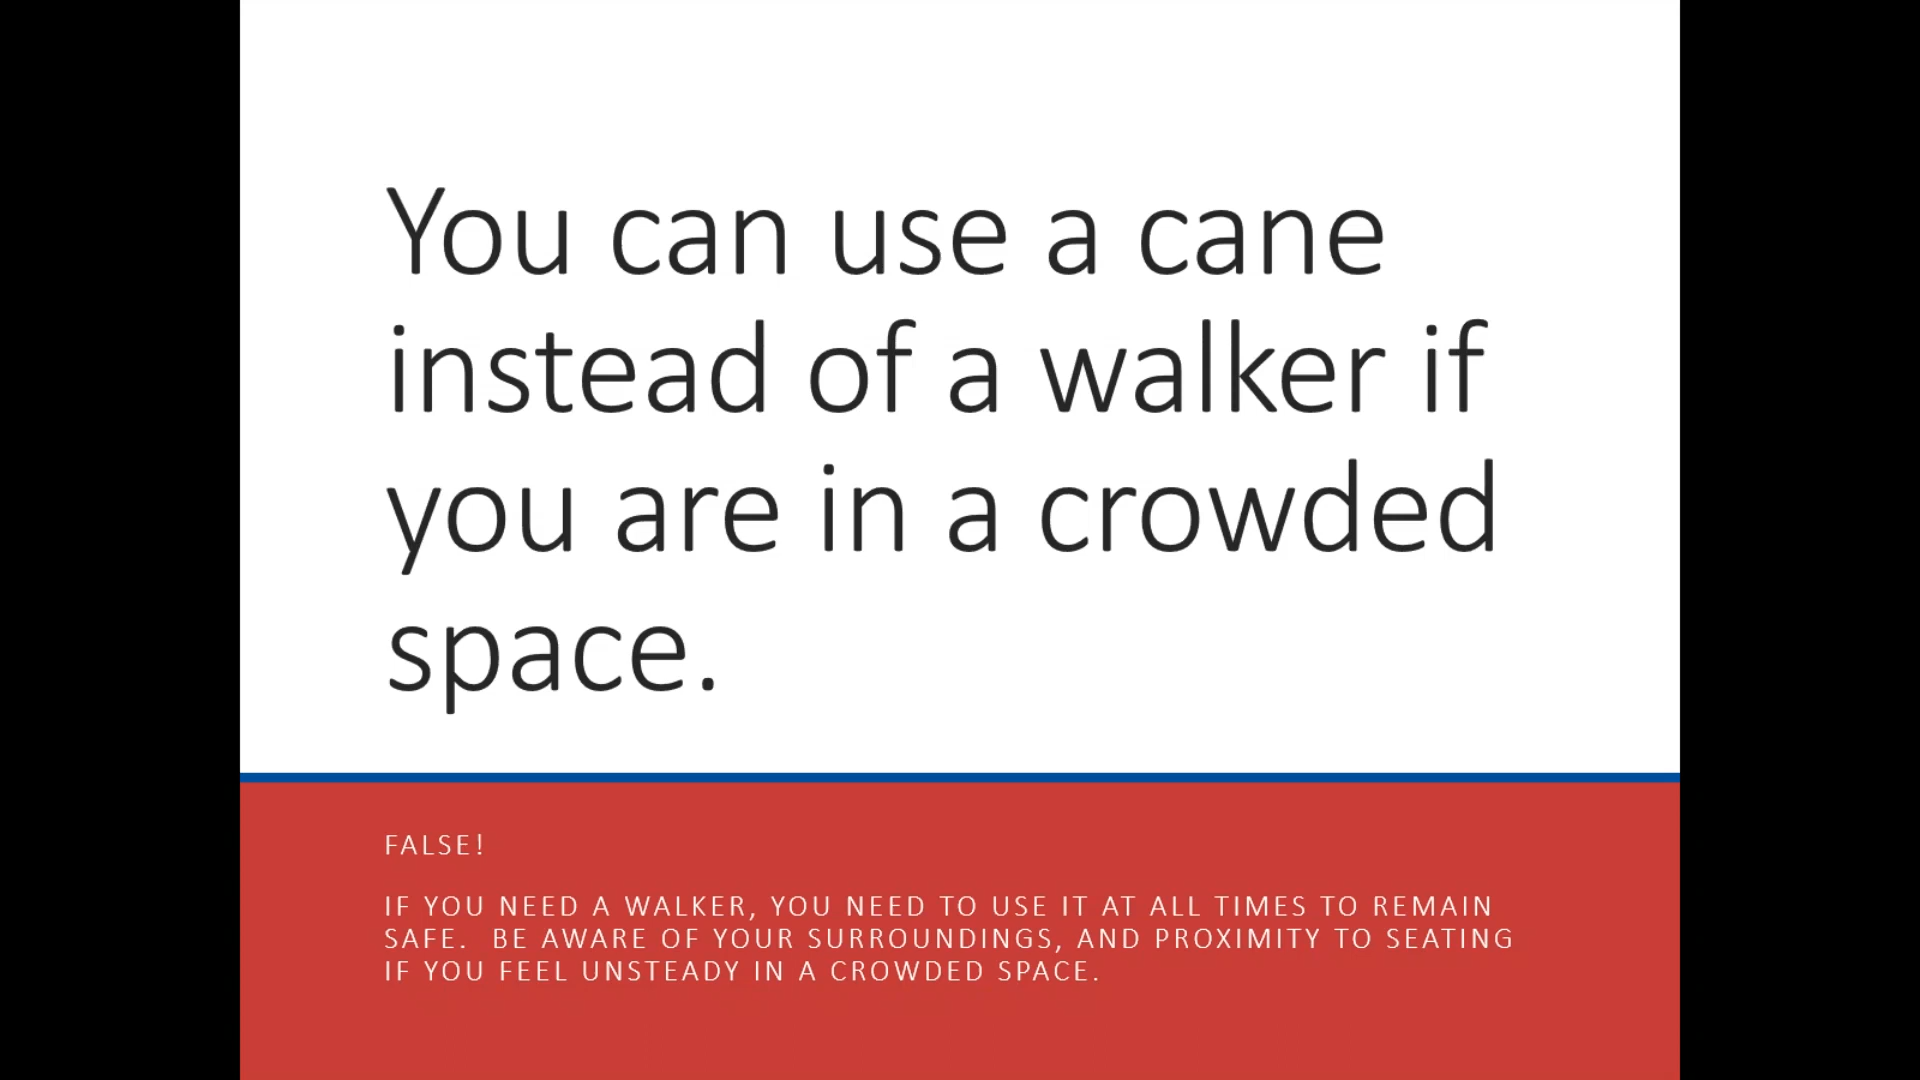 You can use a cane
instead of a walker if
you are in a crowded
space.
FALSE!
IF YOU NEED A WALKER, YOU NEED TO USE IT AT ALL TIMES TO REMAIN
SAFE.  BE AWARE OF YOUR SURROUNDINGS, AND PROXIMITY TO SEATING
IF YOU FEEL UNSTEADY IN A CROWDED SPACE.